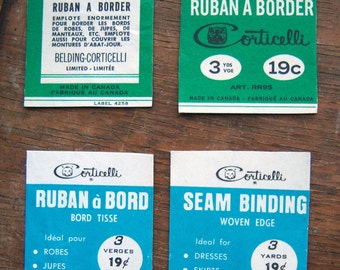 RUBAN A BORDER
EMPLOYE ENORMEMENT
POUR BORDER LES BORDS
DE ROBES, DE JUPES, DE
MANTEAUX, ETC. EMPLOYE
AUSSI POUR COUVRIR LES
MONTURES D'ABAT-JOUR.
BELDING-CORTICELLI
LIMITED - LIMITÉE
MADE IN CANADA
FABRIQUÉ AU CANADA
LABEL 4258
RUBAN A BORDER
Corticelli
3 YDS VGE 19c
ART. RR95
MADE IN CANADA - FABRIQUÉ AU CANADA
Corticelli
RUBAN à BORD
BORD TISSE
Idéal pour
• ROBES
• JUPES
3
VERGES
19¢
Corticelli
SEAM BINDING
WOVEN EDGE
Ideal for
• DRESSES
• SKIRTS
3
YARDS
19¢